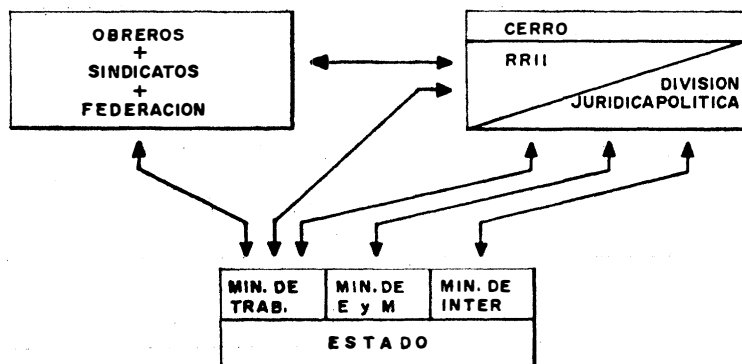 OBREROS
+
SINDICATOS
+
FEDERACION
CERRO
RRII
DIVISION
JURIDICAPOLITICA
MIN. DE
TRAB.
MIN. DE
E y M
MIN. DE
INTER
ESTADO